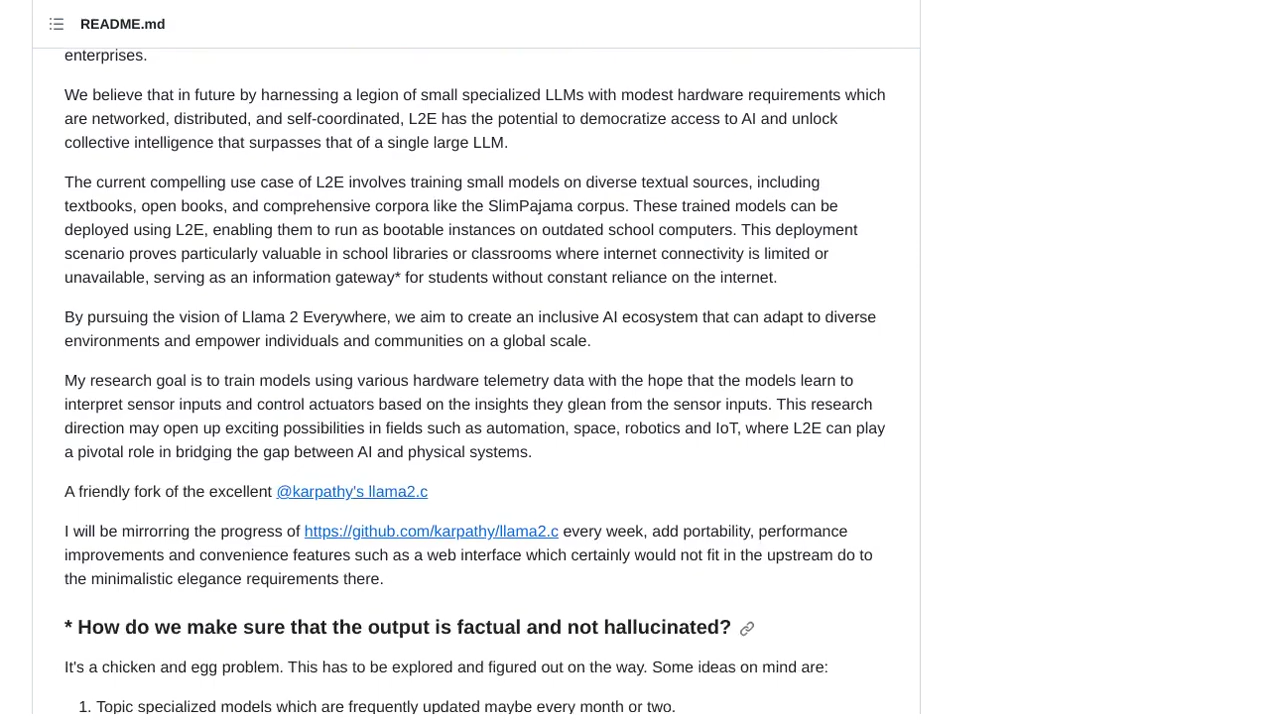 README.md
enterprises.
We believe that in future by harnessing a legion of small specialized LLMs with modest hardware requirements which
are networked, distributed, and self-coordinated, L2E has the potential to democratize access to AI and unlock
collective intelligence that surpasses that of a single large LLM.
The current compelling use case of L2E involves training small models on diverse textual sources, including
textbooks, open books, and comprehensive corpora like the SlimPajama corpus. These trained models can be
deployed using L2E, enabling them to run as bootable instances on outdated school computers. This deployment
scenario proves particularly valuable in school libraries or classrooms where internet connectivity is limited or
unavailable, serving as an information gateway* for students without constant reliance on the internet.
By pursuing the vision of Llama 2 Everywhere, we aim to create an inclusive AI ecosystem that can adapt to diverse
environments and empower individuals and communities on a global scale.
My research goal is to train models using various hardware telemetry data with the hope that the models learn to
interpret sensor inputs and control actuators based on the insights they glean from the sensor inputs. This research
direction may open up exciting possibilities in fields such as automation, space, robotics and IoT, where L2E can play
a pivotal role in bridging the gap between AI and physical systems.
A friendly fork of the excellent @karpathy's llama2.c
I will be mirrorring the progress of https://github.com/karpathy/llama2.c every week, add portability, performance
improvements and convenience features such as a web interface which certainly would not fit in the upstream do to
the minimalistic elegance requirements there.
* How do we make sure that the output is factual and not hallucinated?
It's a chicken and egg problem. This has to be explored and figured out on the way. Some ideas on mind are:
1. Topic specialized models which are frequently updated maybe every month or two.